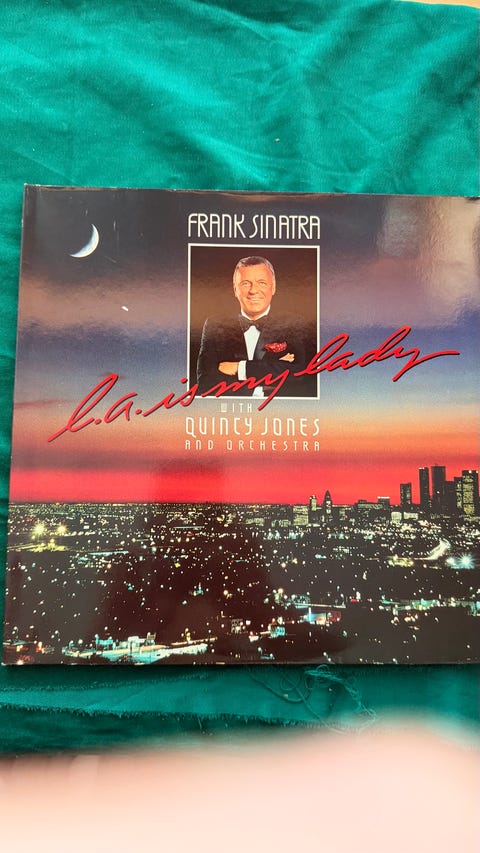 FRANK SINATRA
L.A. is my lady
WITH
QUINCY JONES
AND ORCHESTRA